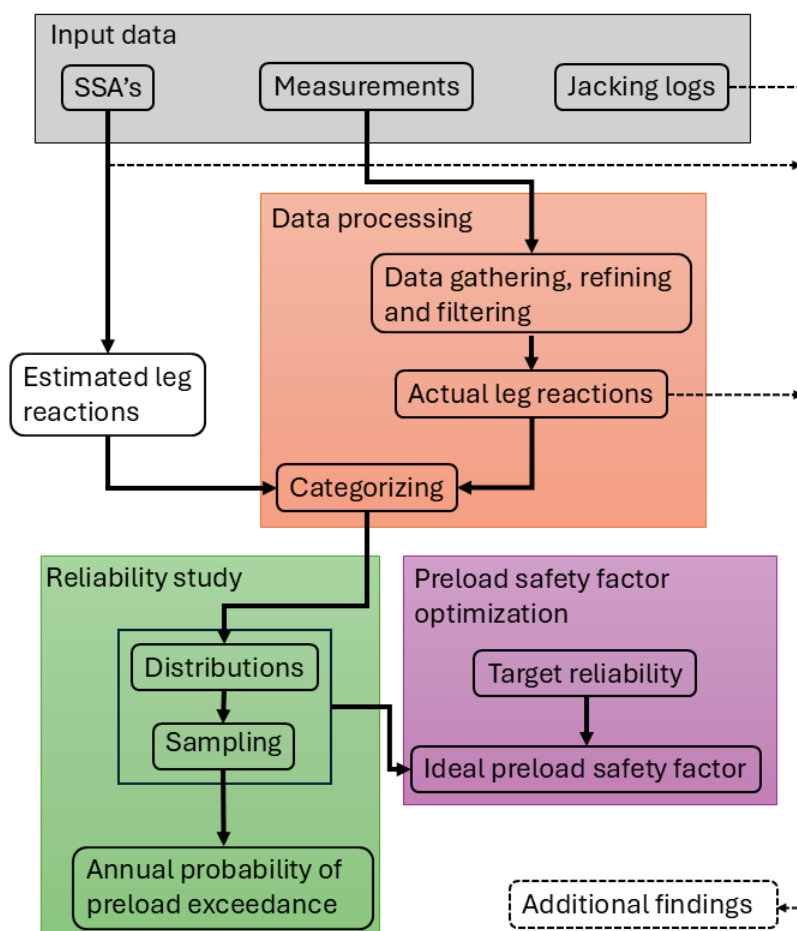 Input data
SSA's
Measurements
Jacking logs
Data processing
Data gathering, refining
and filtering
Estimated leg
reactions
Actual leg reactions
Categorizing
Reliability study
Preload safety factor
optimization
Distributions
Target reliability
Sampling
Ideal preload safety factor
Annual probability of
preload exceedance
Additional findings